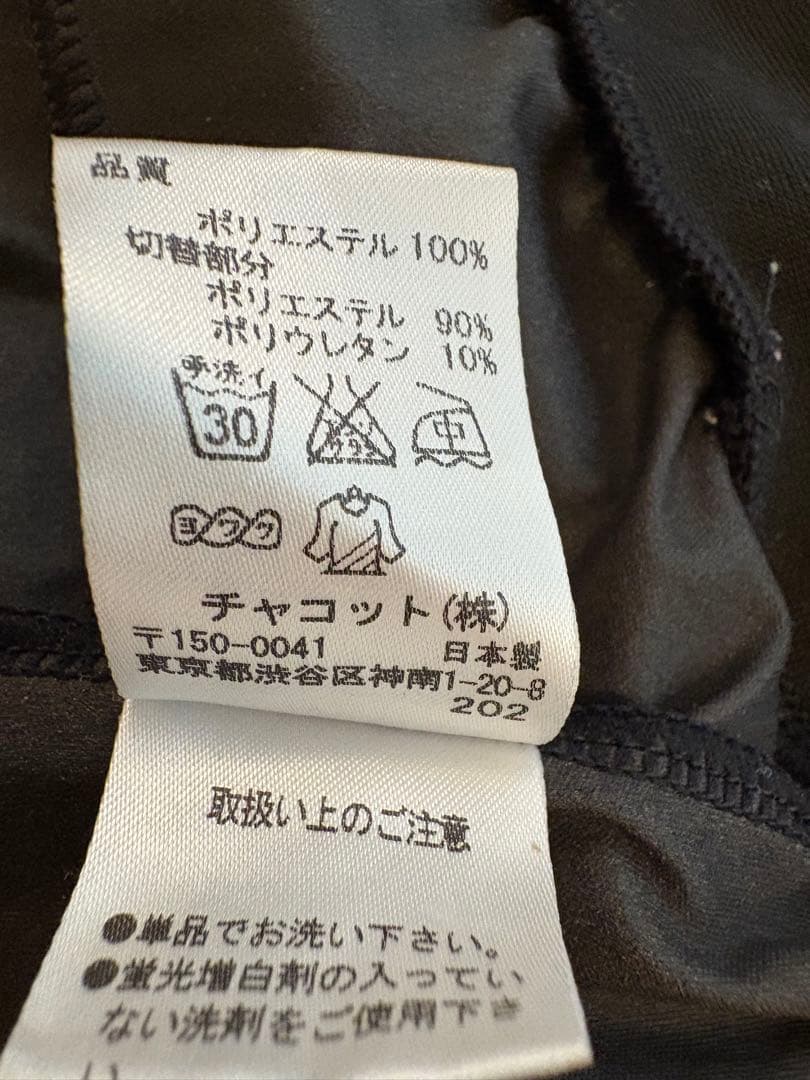 品質
ポリエステル 100%
切替部分
ポリエステル 90%
ポリウレタン 10%
手洗イ
30
中
ヨワク
チャコット(株)
〒150-0041 日本製
東京都渋谷区神南1-20-8
202
取扱い上のご注意
●単品でお洗い下さい。
●蛍光増白剤の入ってい
ない洗剤をご使用下さ
い